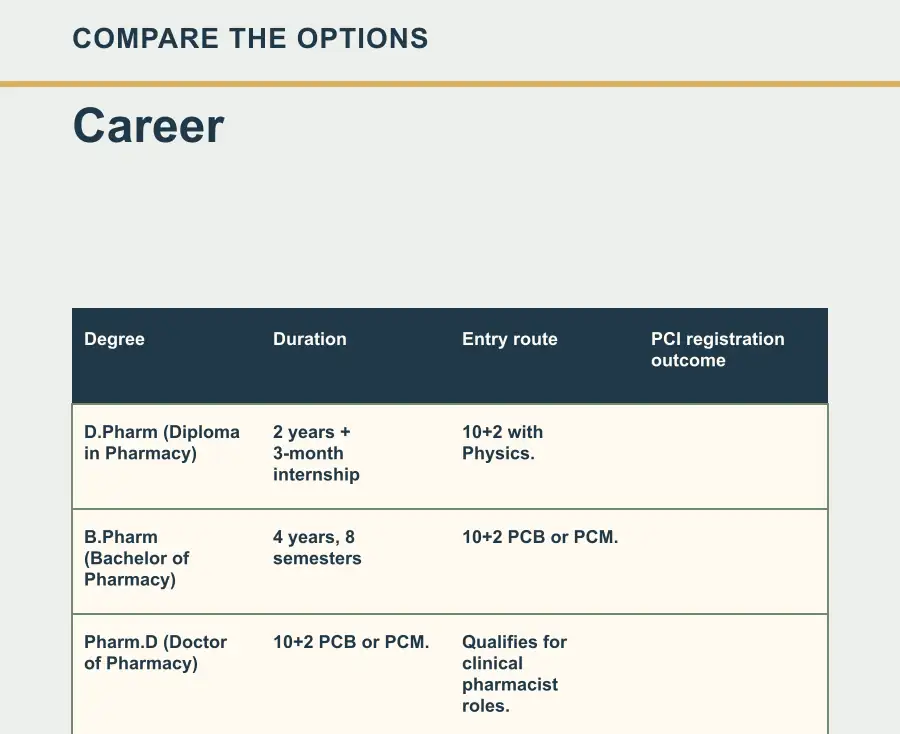 COMPARE THE OPTIONS
Career
Degree
Duration
Entry route
PCI registration
outcome
D.Pharm (Diploma
in Pharmacy)
2 years +
3-month
internship
10+2 with
Physics.
B.Pharm
(Bachelor of
Pharmacy)
4 years, 8
semesters
10+2 PCB or PCM.
Pharm.D (Doctor
of Pharmacy)
10+2 PCB or PCM.
Qualifies for
clinical
pharmacist
roles.